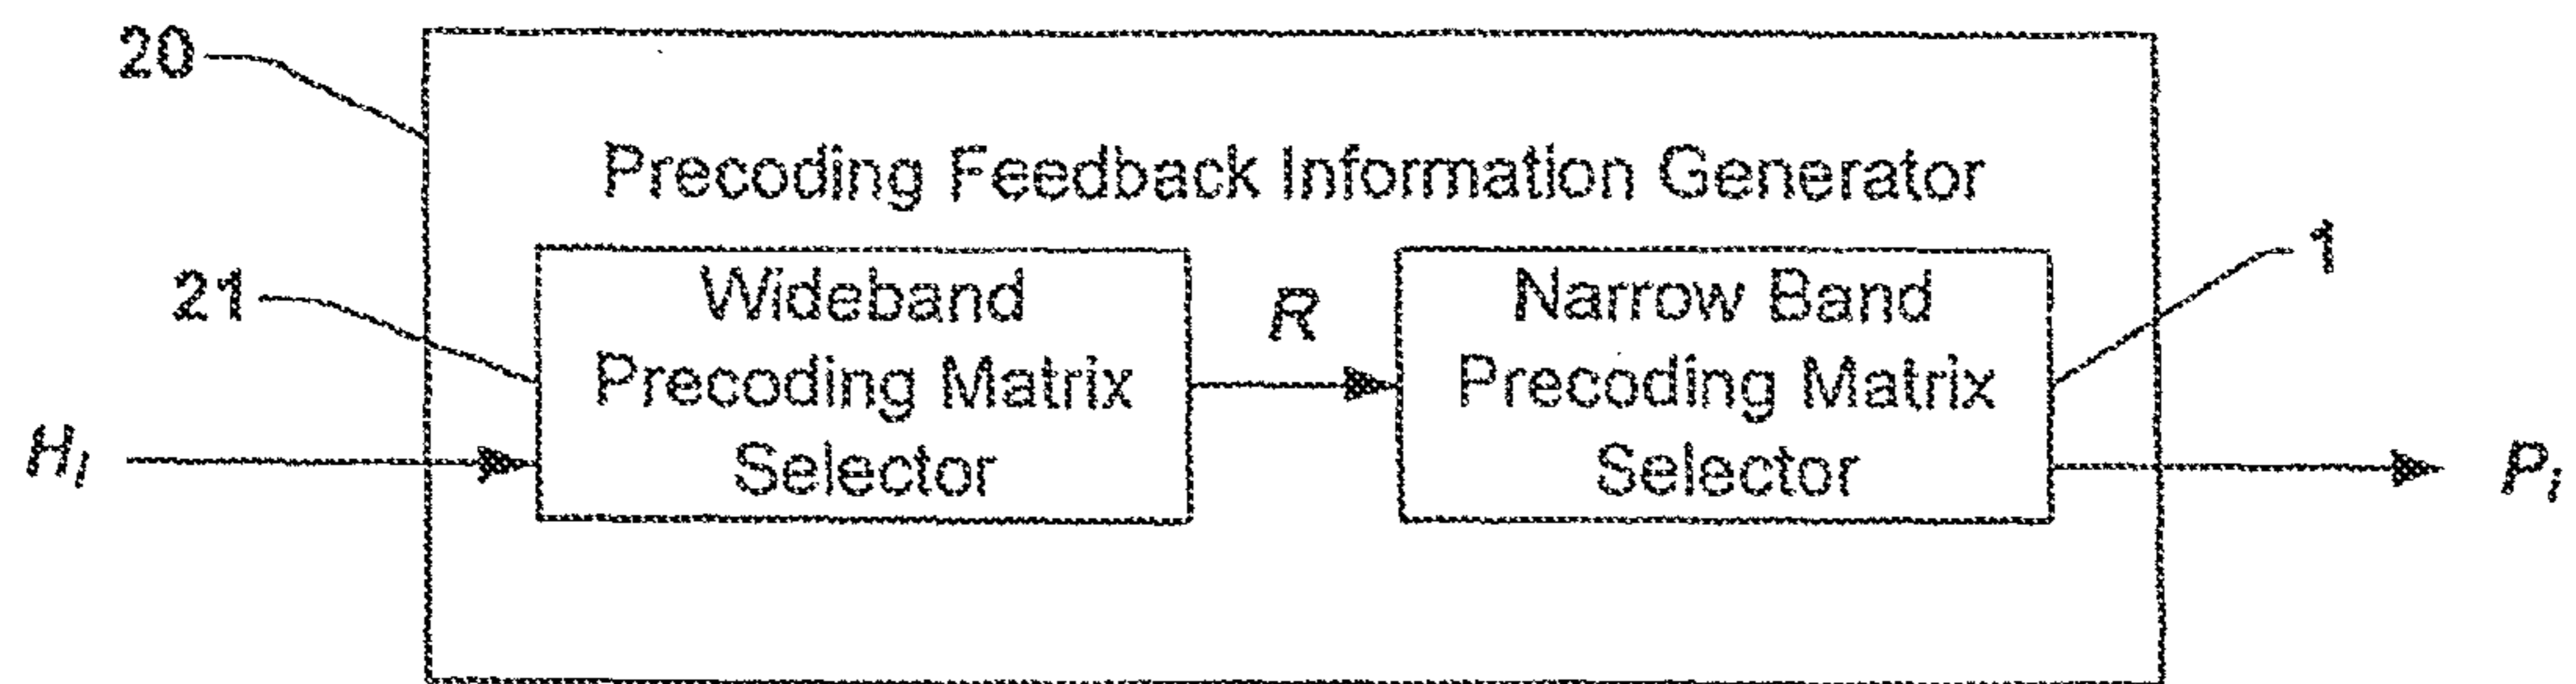 20
Precoding Feedback Information Generator
21
Wideband
Precoding Matrix
Selector
R
Narrow Band
Precoding Matrix
Selector
1
Hi
Pi